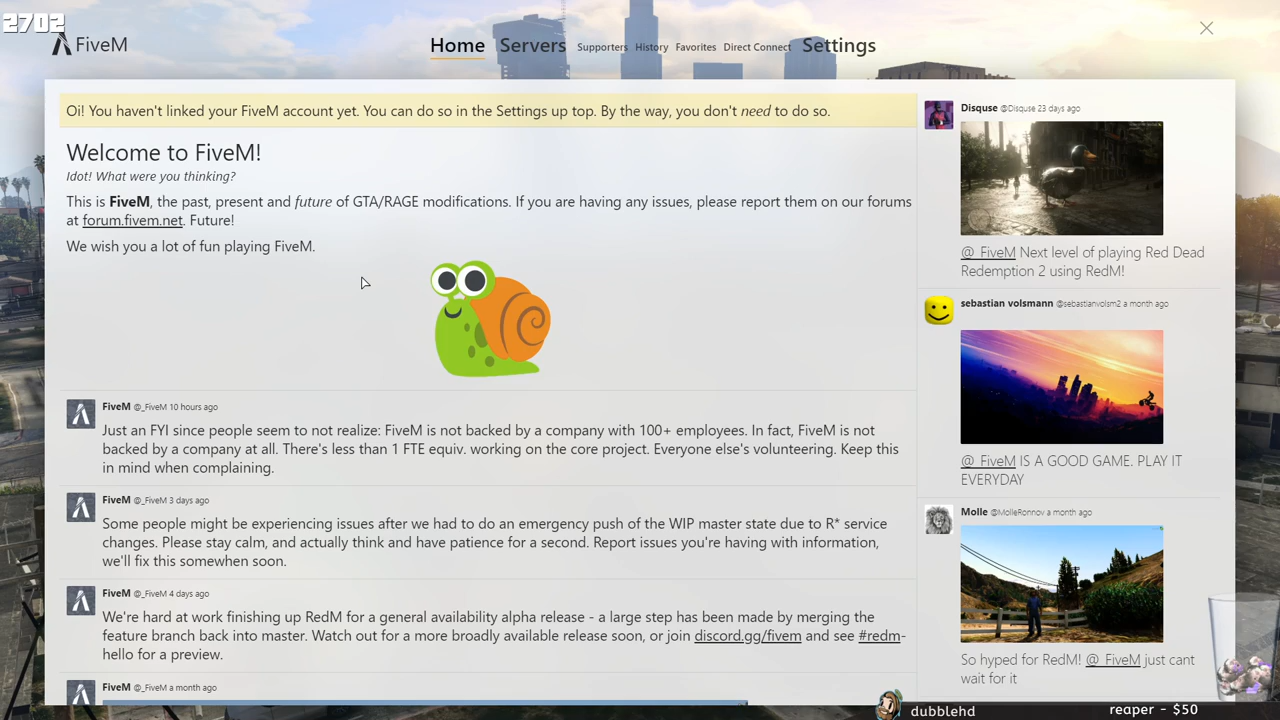 2702
FiveM
Home Servers Supporters History Favorites Direct Connect Settings
Oi! You haven't linked your FiveM account yet. You can do so in the Settings up top. By the way, you don't need to do so.
Welcome to FiveM!
Idot! What were you thinking?
This is FiveM, the past, present and future of GTA/RAGE modifications. If you are having any issues, please report them on our forums
at forum.fivem.net. Future!
We wish you a lot of fun playing FiveM.
FiveM @_FiveM 10 hours ago
Just an FYI since people seem to not realize: FiveM is not backed by a company with 100+ employees. In fact, FiveM is not
backed by a company at all. There's less than 1 FTE equiv. working on the core project. Everyone else's volunteering. Keep this
in mind when complaining.
FiveM @_FiveM 3 days ago
Some people might be experiencing issues after we had to do an emergency push of the WIP master state due to R* service
changes. Please stay calm, and actually think and have patience for a second. Report issues you're having with information,
we'll fix this somewhen soon.
FiveM @_FiveM 4 days ago
We're hard at work finishing up RedM for a general availability alpha release - a large step has been made by merging the
feature branch back into master. Watch out for a more broadly available release soon, or join discord.gg/fivem and see #redm-
hello for a preview.
FiveM @_FiveM a month ago
Disquse @Disquse 23 days ago
@_FiveM Next level of playing Red Dead
Redemption 2 using RedM!
sebastian volsmann @sebastianvolsm2 a month ago
@_FiveM IS A GOOD GAME. PLAY IT
EVERYDAY
Molle @MolleRonnov a month ago
So hyped for RedM! @_FiveM just cant
wait for it
dubblehd
reaper - $50